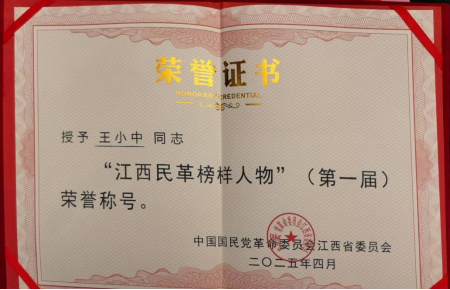 荣誉证书
HONORARY CREDENTIAL
授予 王小中 同志
“江西民革榜样人物”（第一届）
荣誉称号。
中国国民党革命委员会江西省委员会
二〇二五年四月